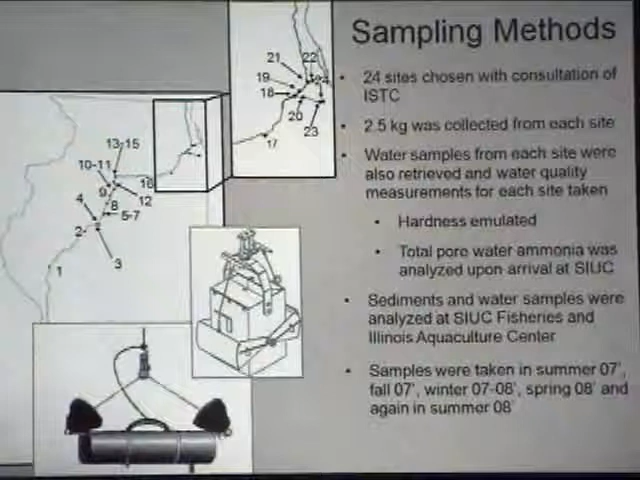 Sampling Methods
• 24 sites chosen with consultation of
ISTC
• 2.5 kg was collected from each site
• Water samples from each site were
also retrieved and water quality
measurements for each site taken
• Hardness emulated
• Total pore water ammonia was
analyzed upon arrival at SIUC
• Sediments and water samples were
analyzed at SIUC Fisheries and
Illinois Aquaculture Center
• Samples were taken in summer 07',
fall 07', winter 07-08', spring 08' and
again in summer 08'
21
22
24
19
18
20
23
17
13-15
10-11
16
9
12
4
8
5-7
2
3
1